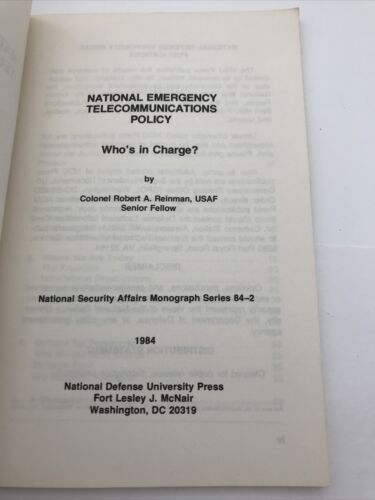 NATIONAL EMERGENCY
TELECOMMUNICATIONS
POLICY
Who's in Charge?
by
Colonel Robert A. Reinman, USAF
Senior Fellow
National Security Affairs Monograph Series 84–2
1984
National Defense University Press
Fort Lesley J. McNair
Washington, DC 20319